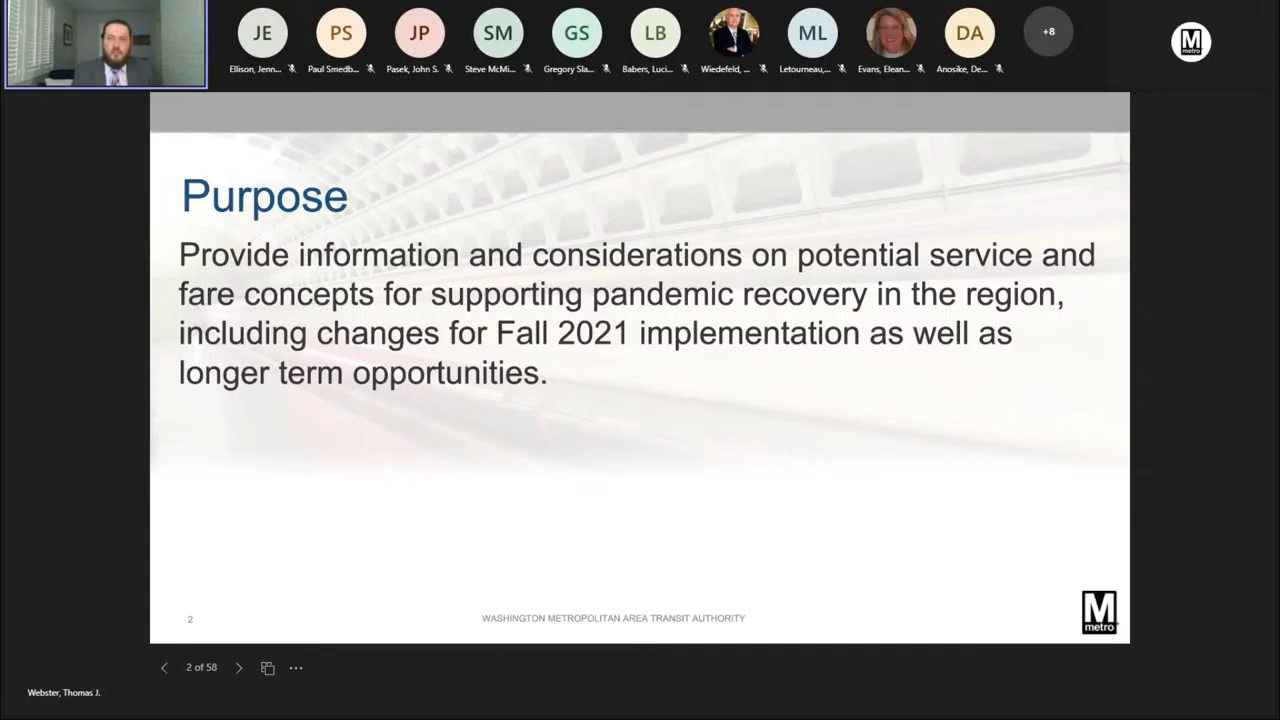 JE
PS
JP
SM
GS
LB
ML
DA
+8
M
metro
Ellison, Jenn...
Paul Smedb...
Pasek, John S.
Steve McMi...
Gregory Sla...
Babers, Luci...
Wiedefeld, ...
Letourneau,...
Evans, Elean...
Anosike, De...
Purpose
Provide information and considerations on potential service and
fare concepts for supporting pandemic recovery in the region,
including changes for Fall 2021 implementation as well as
longer term opportunities.
2
WASHINGTON METROPOLITAN AREA TRANSIT AUTHORITY
M
metro
2 of 58
Webster, Thomas J.